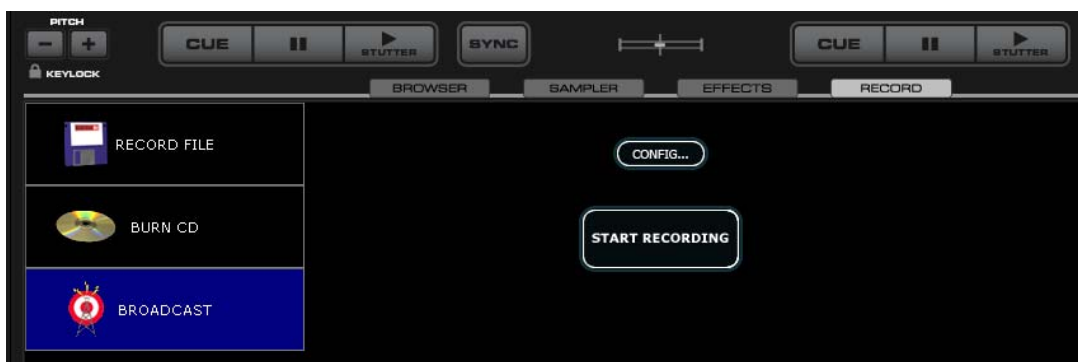 PITCH
- +
KEYLOCK
CUE
STUTTER
SYNC
CUE
STUTTER
BROWSER SAMPLER EFFECTS RECORD
RECORD FILE
BURN CD
BROADCAST
CONFIG...
START RECORDING